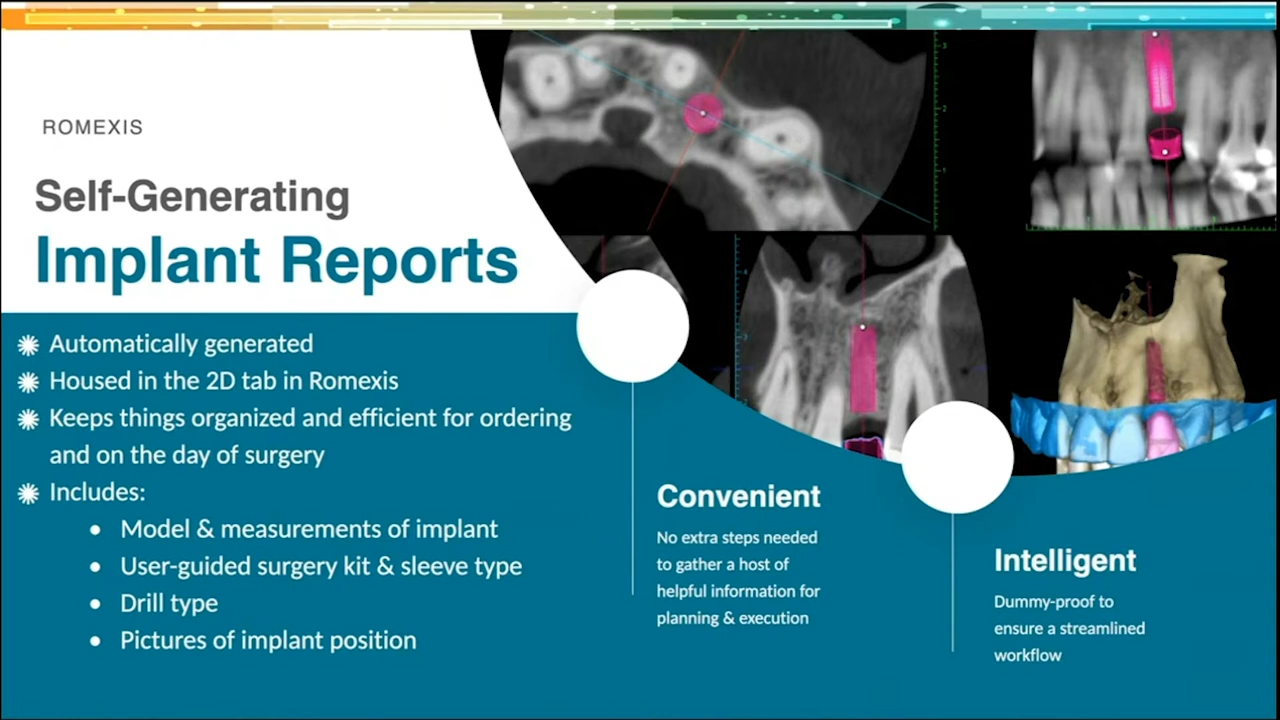 ROMEXIS
Self-Generating
Implant Reports
Automatically generated
Housed in the 2D tab in Romexis
Keeps things organized and efficient for ordering
and on the day of surgery
Includes:
Model & measurements of implant
User-guided surgery kit & sleeve type
Drill type
Pictures of implant position
Convenient
No extra steps needed
to gather a host of
helpful information for
planning & execution
Intelligent
Dummy-proof to
ensure a streamlined
workflow